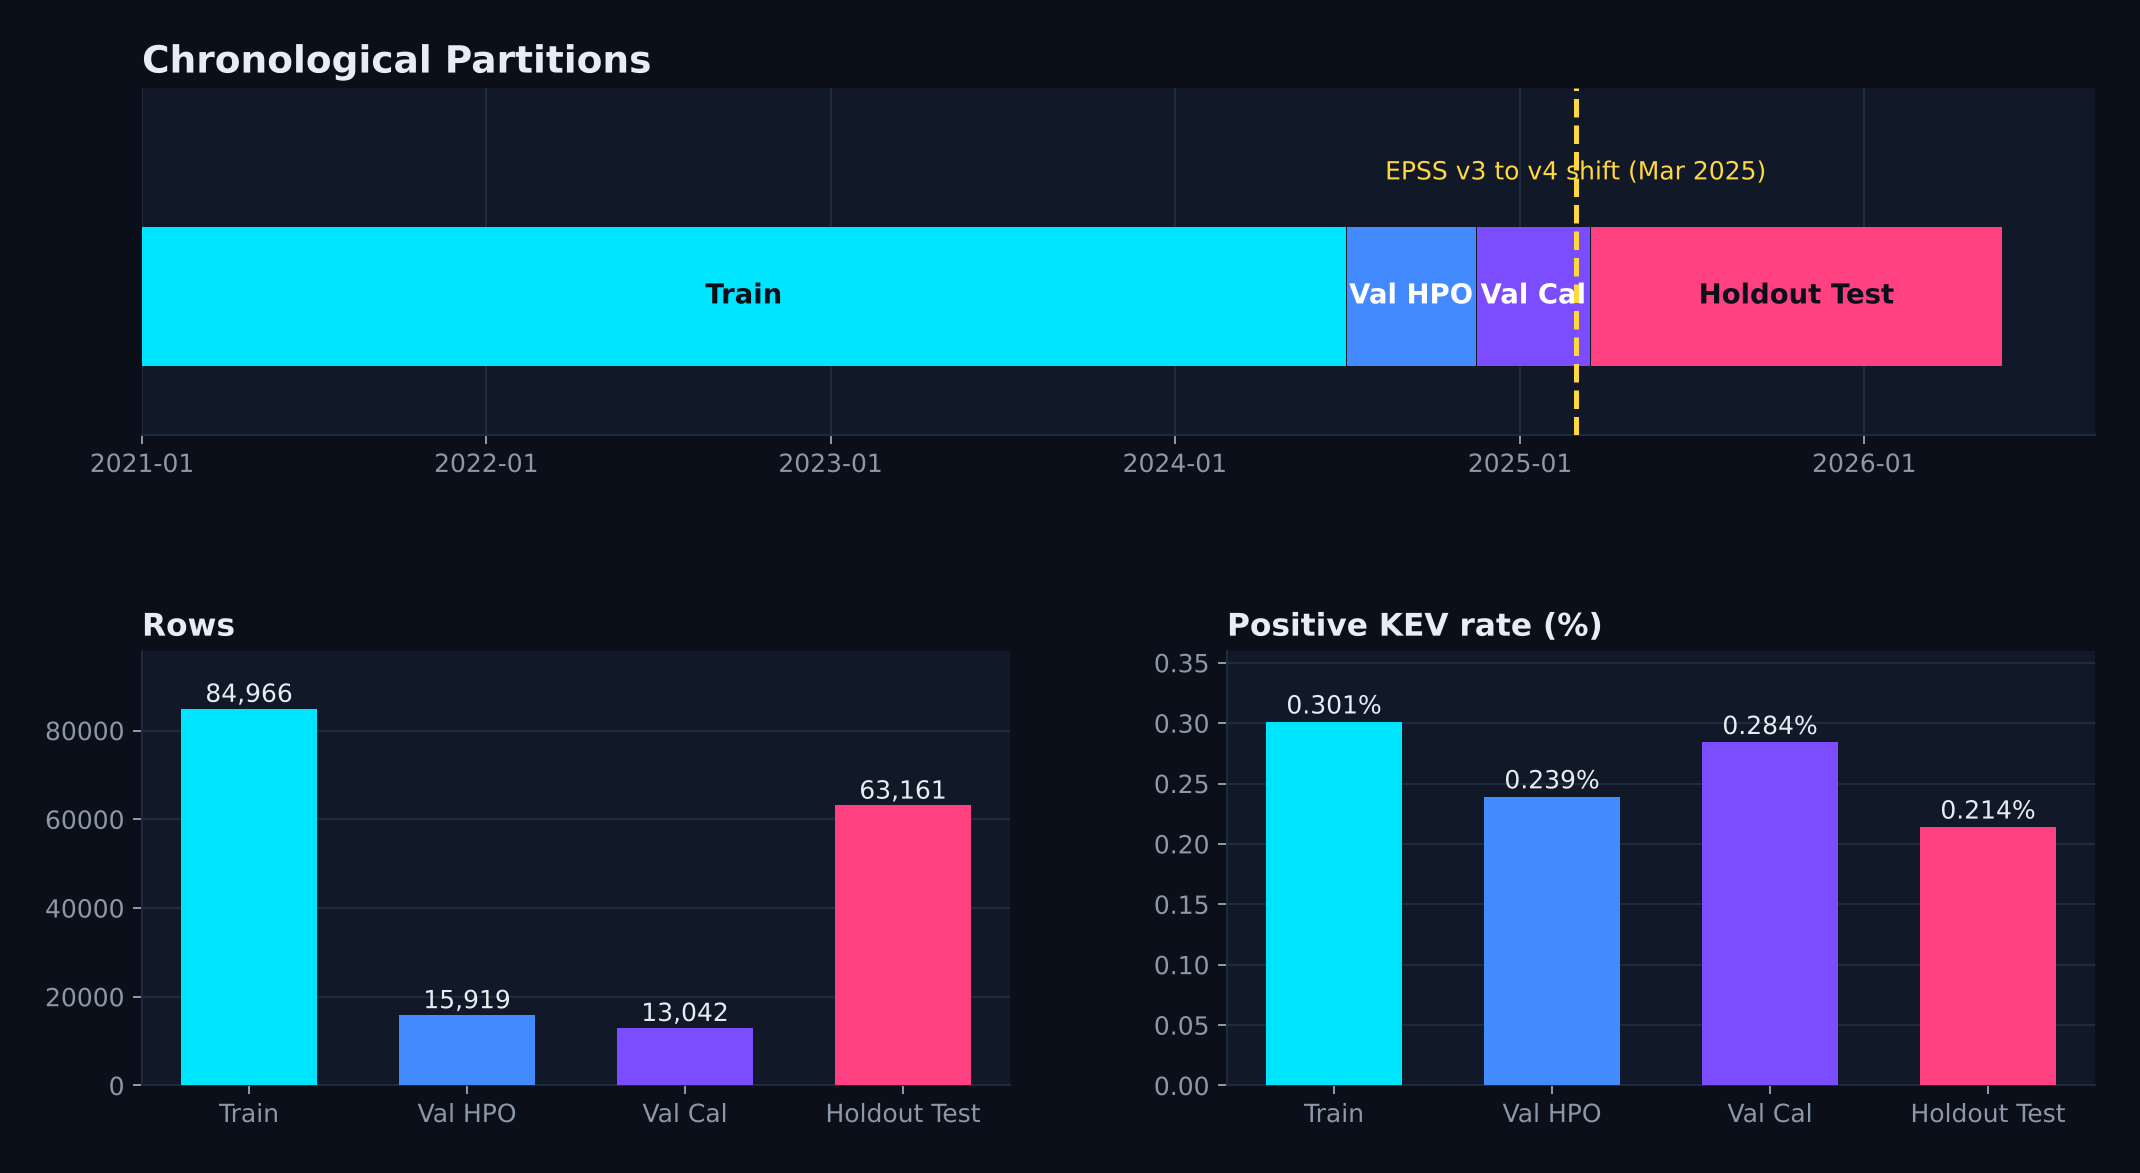 Chronological Partitions
EPSS v3 to v4 shift (Mar 2025)
Train
Val HPO
Val Cal
Holdout Test
2021-01
2022-01
2023-01
2024-01
2025-01
2026-01
Rows
80000
60000
40000
20000
0
84,966
15,919
13,042
63,161
Train
Val HPO
Val Cal
Holdout Test
Positive KEV rate (%)
0.35
0.30
0.25
0.20
0.15
0.10
0.05
0.00
0.301%
0.239%
0.284%
0.214%
Train
Val HPO
Val Cal
Holdout Test